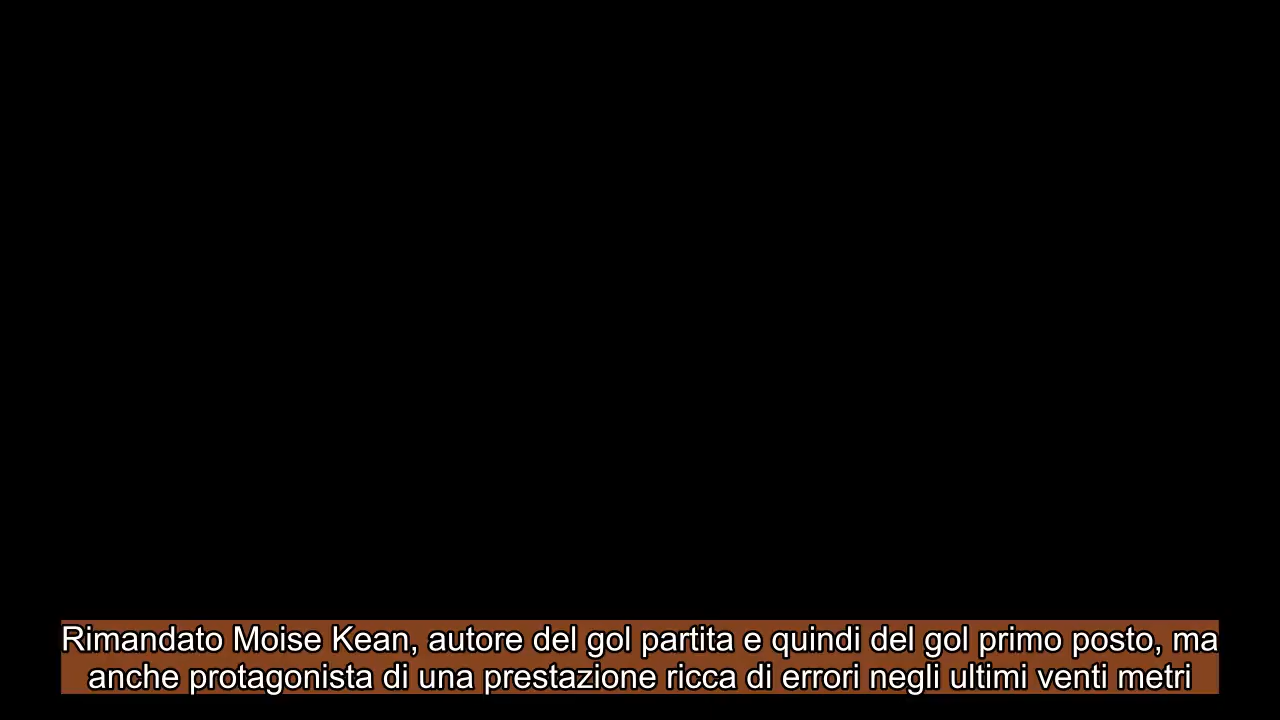 Rimandato Moise Kean, autore del gol partita e quindi del gol primo posto, ma
anche protagonista di una prestazione ricca di errori negli ultimi venti metri